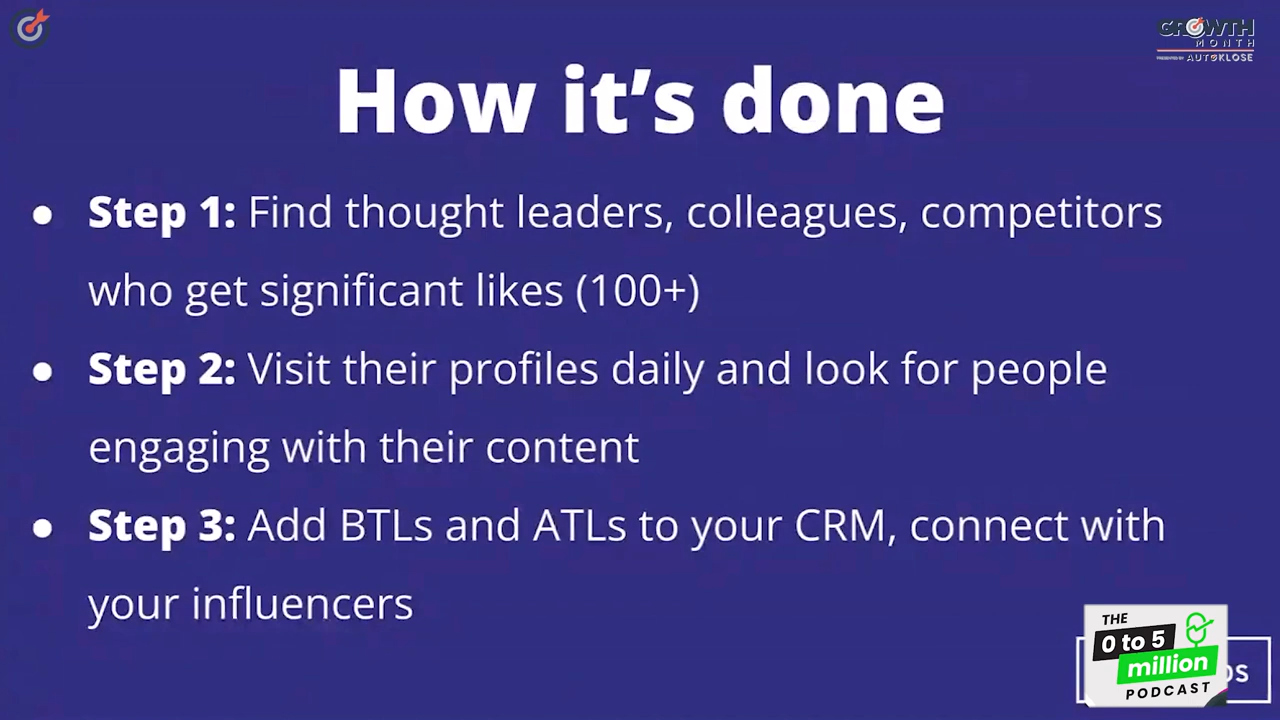 GROWTH
MONTH
PRESENTED BY AUTOKLOSE
How it's done
● Step 1: Find thought leaders, colleagues, competitors
who get significant likes (100+)
● Step 2: Visit their profiles daily and look for people
engaging with their content
● Step 3: Add BTLs and ATLs to your CRM, connect with
your influencers
THE
0 to 5
million
PODCAST